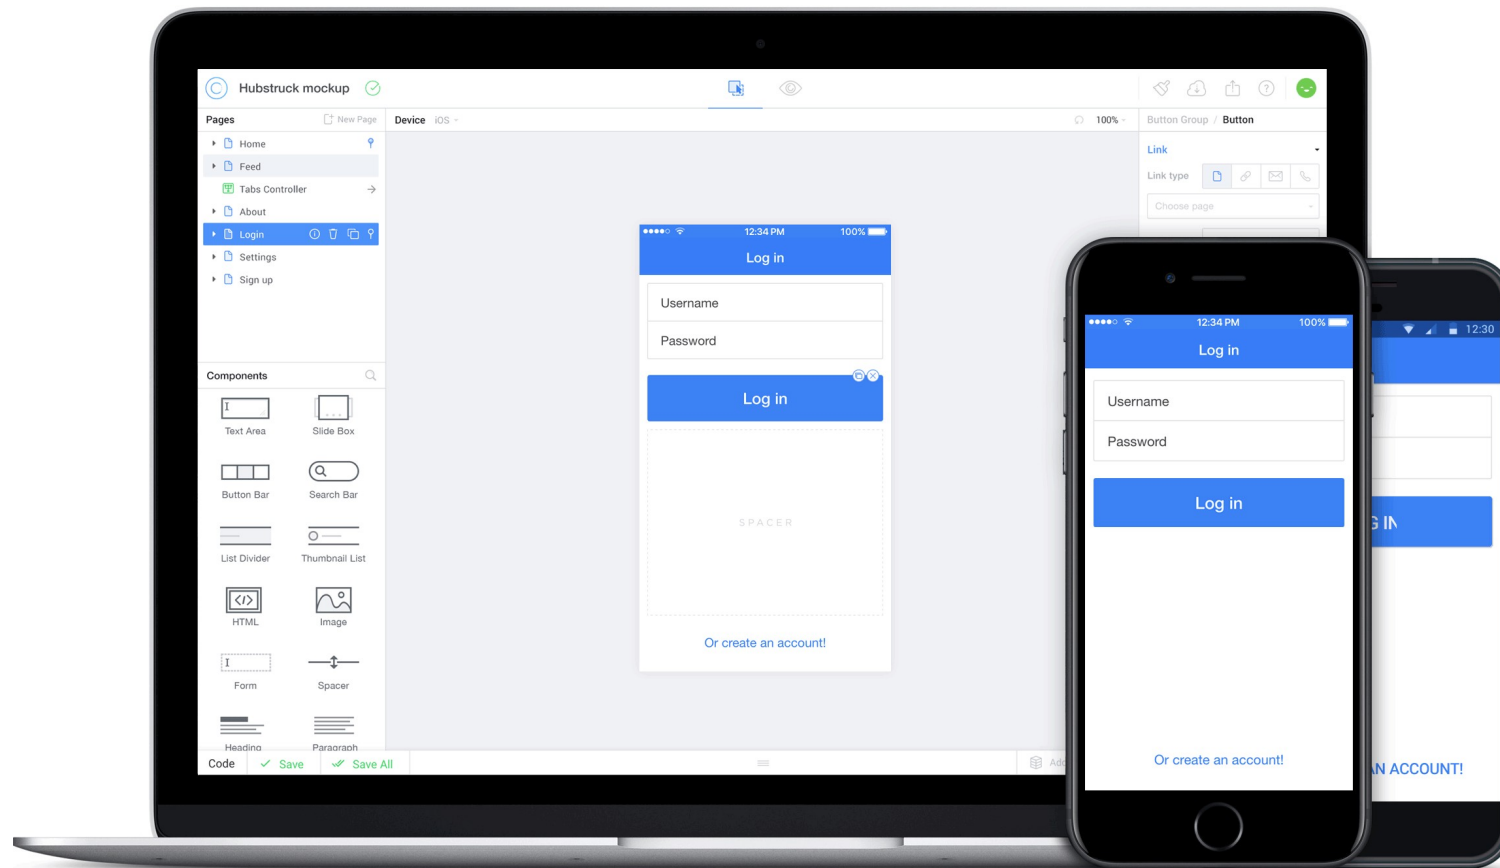 Hubstruck mockup
Pages
New Page
Device iOS
100%
Button Group / Button
Home
Feed
Tabs Controller
About
Login
Settings
Sign up
Link
Link type
Choose page
12:34 PM 100%
Log in
Username
Password
Log in
SPACER
Or create an account!
Components
Text Area Slide Box
Button Bar Search Bar
List Divider Thumbnail List
HTML Image
Form Spacer
Heading Paragraph
Code Save Save All
12:34 PM 100%
Log in
Username
Password
Log in
Or create an account!
12:30
AN ACCOUNT!